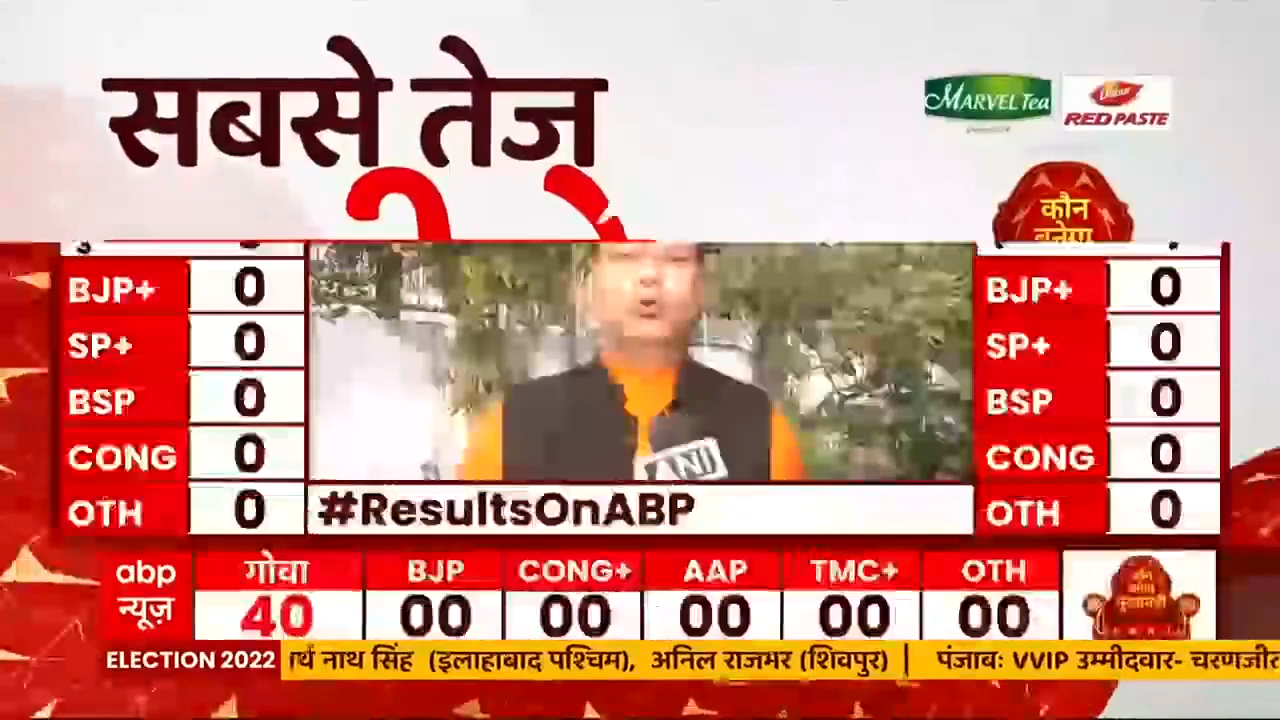 सबसे तेज
MARVEL TEA
Dabur
RED PASTE
कौन
बनेगा
BJP+ 0
SP+ 0
BSP 0
CONG 0
OTH 0
ANI
#ResultsOnABP
BJP+ 0
SP+ 0
BSP 0
CONG 0
OTH 0
abp
न्यूज़
गोवा BJP CONG+ AAP TMC+ OTH
40 00 00 00 00 00
ELECTION 2022 र्थ नाथ सिंह (इलाहाबाद पश्चिम), अनिल राजभर (शिवपुर) | पंजाबः VVIP उम्मीदवार- चरणजीत